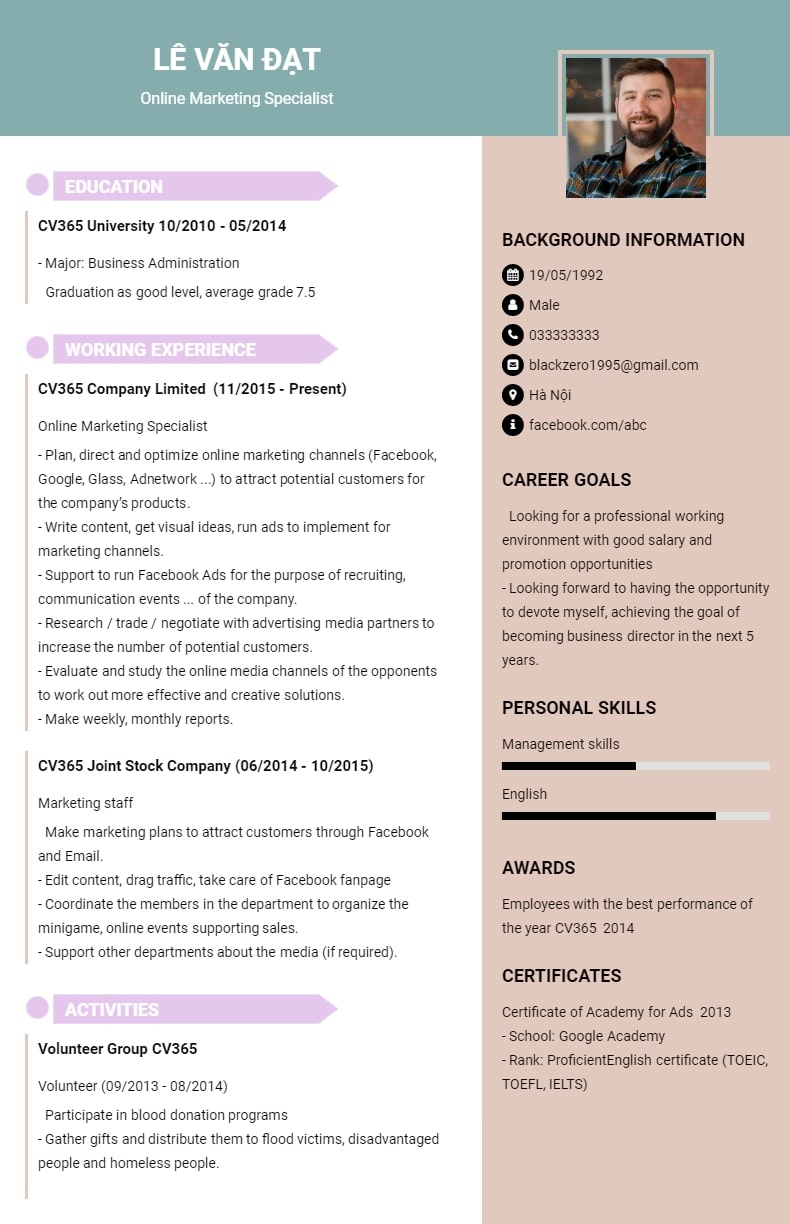 LÊ VĂN ĐẠT
Online Marketing Specialist
EDUCATION
CV365 University 10/2010 - 05/2014
- Major: Business Administration
Graduation as good level, average grade 7.5
WORKING EXPERIENCE
CV365 Company Limited (11/2015 - Present)
Online Marketing Specialist
- Plan, direct and optimize online marketing channels (Facebook,
Google, Glass, Adnetwork ...) to attract potential customers for
the company's products.
- Write content, get visual ideas, run ads to implement for
marketing channels.
- Support to run Facebook Ads for the purpose of recruiting,
communication events ... of the company.
- Research / trade / negotiate with advertising media partners to
increase the number of potential customers.
- Evaluate and study the online media channels of the opponents
to work out more effective and creative solutions.
- Make weekly, monthly reports.
CV365 Joint Stock Company (06/2014 - 10/2015)
Marketing staff
Make marketing plans to attract customers through Facebook
and Email.
- Edit content, drag traffic, take care of Facebook fanpage
- Coordinate the members in the department to organize the
minigame, online events supporting sales.
- Support other departments about the media (if required).
ACTIVITIES
Volunteer Group CV365
Volunteer (09/2013 - 08/2014)
Participate in blood donation programs
- Gather gifts and distribute them to flood victims, disadvantaged
people and homeless people.
BACKGROUND INFORMATION
19/05/1992
Male
033333333
blackzero1995@gmail.com
Hà Nội
facebook.com/abc
CAREER GOALS
Looking for a professional working
environment with good salary and
promotion opportunities
- Looking forward to having the opportunity
to devote myself, achieving the goal of
becoming business director in the next 5
years.
PERSONAL SKILLS
Management skills
English
AWARDS
Employees with the best performance of
the year CV365 2014
CERTIFICATES
Certificate of Academy for Ads 2013
- School: Google Academy
- Rank: ProficientEnglish certificate (TOEIC,
TOEFL, IELTS)